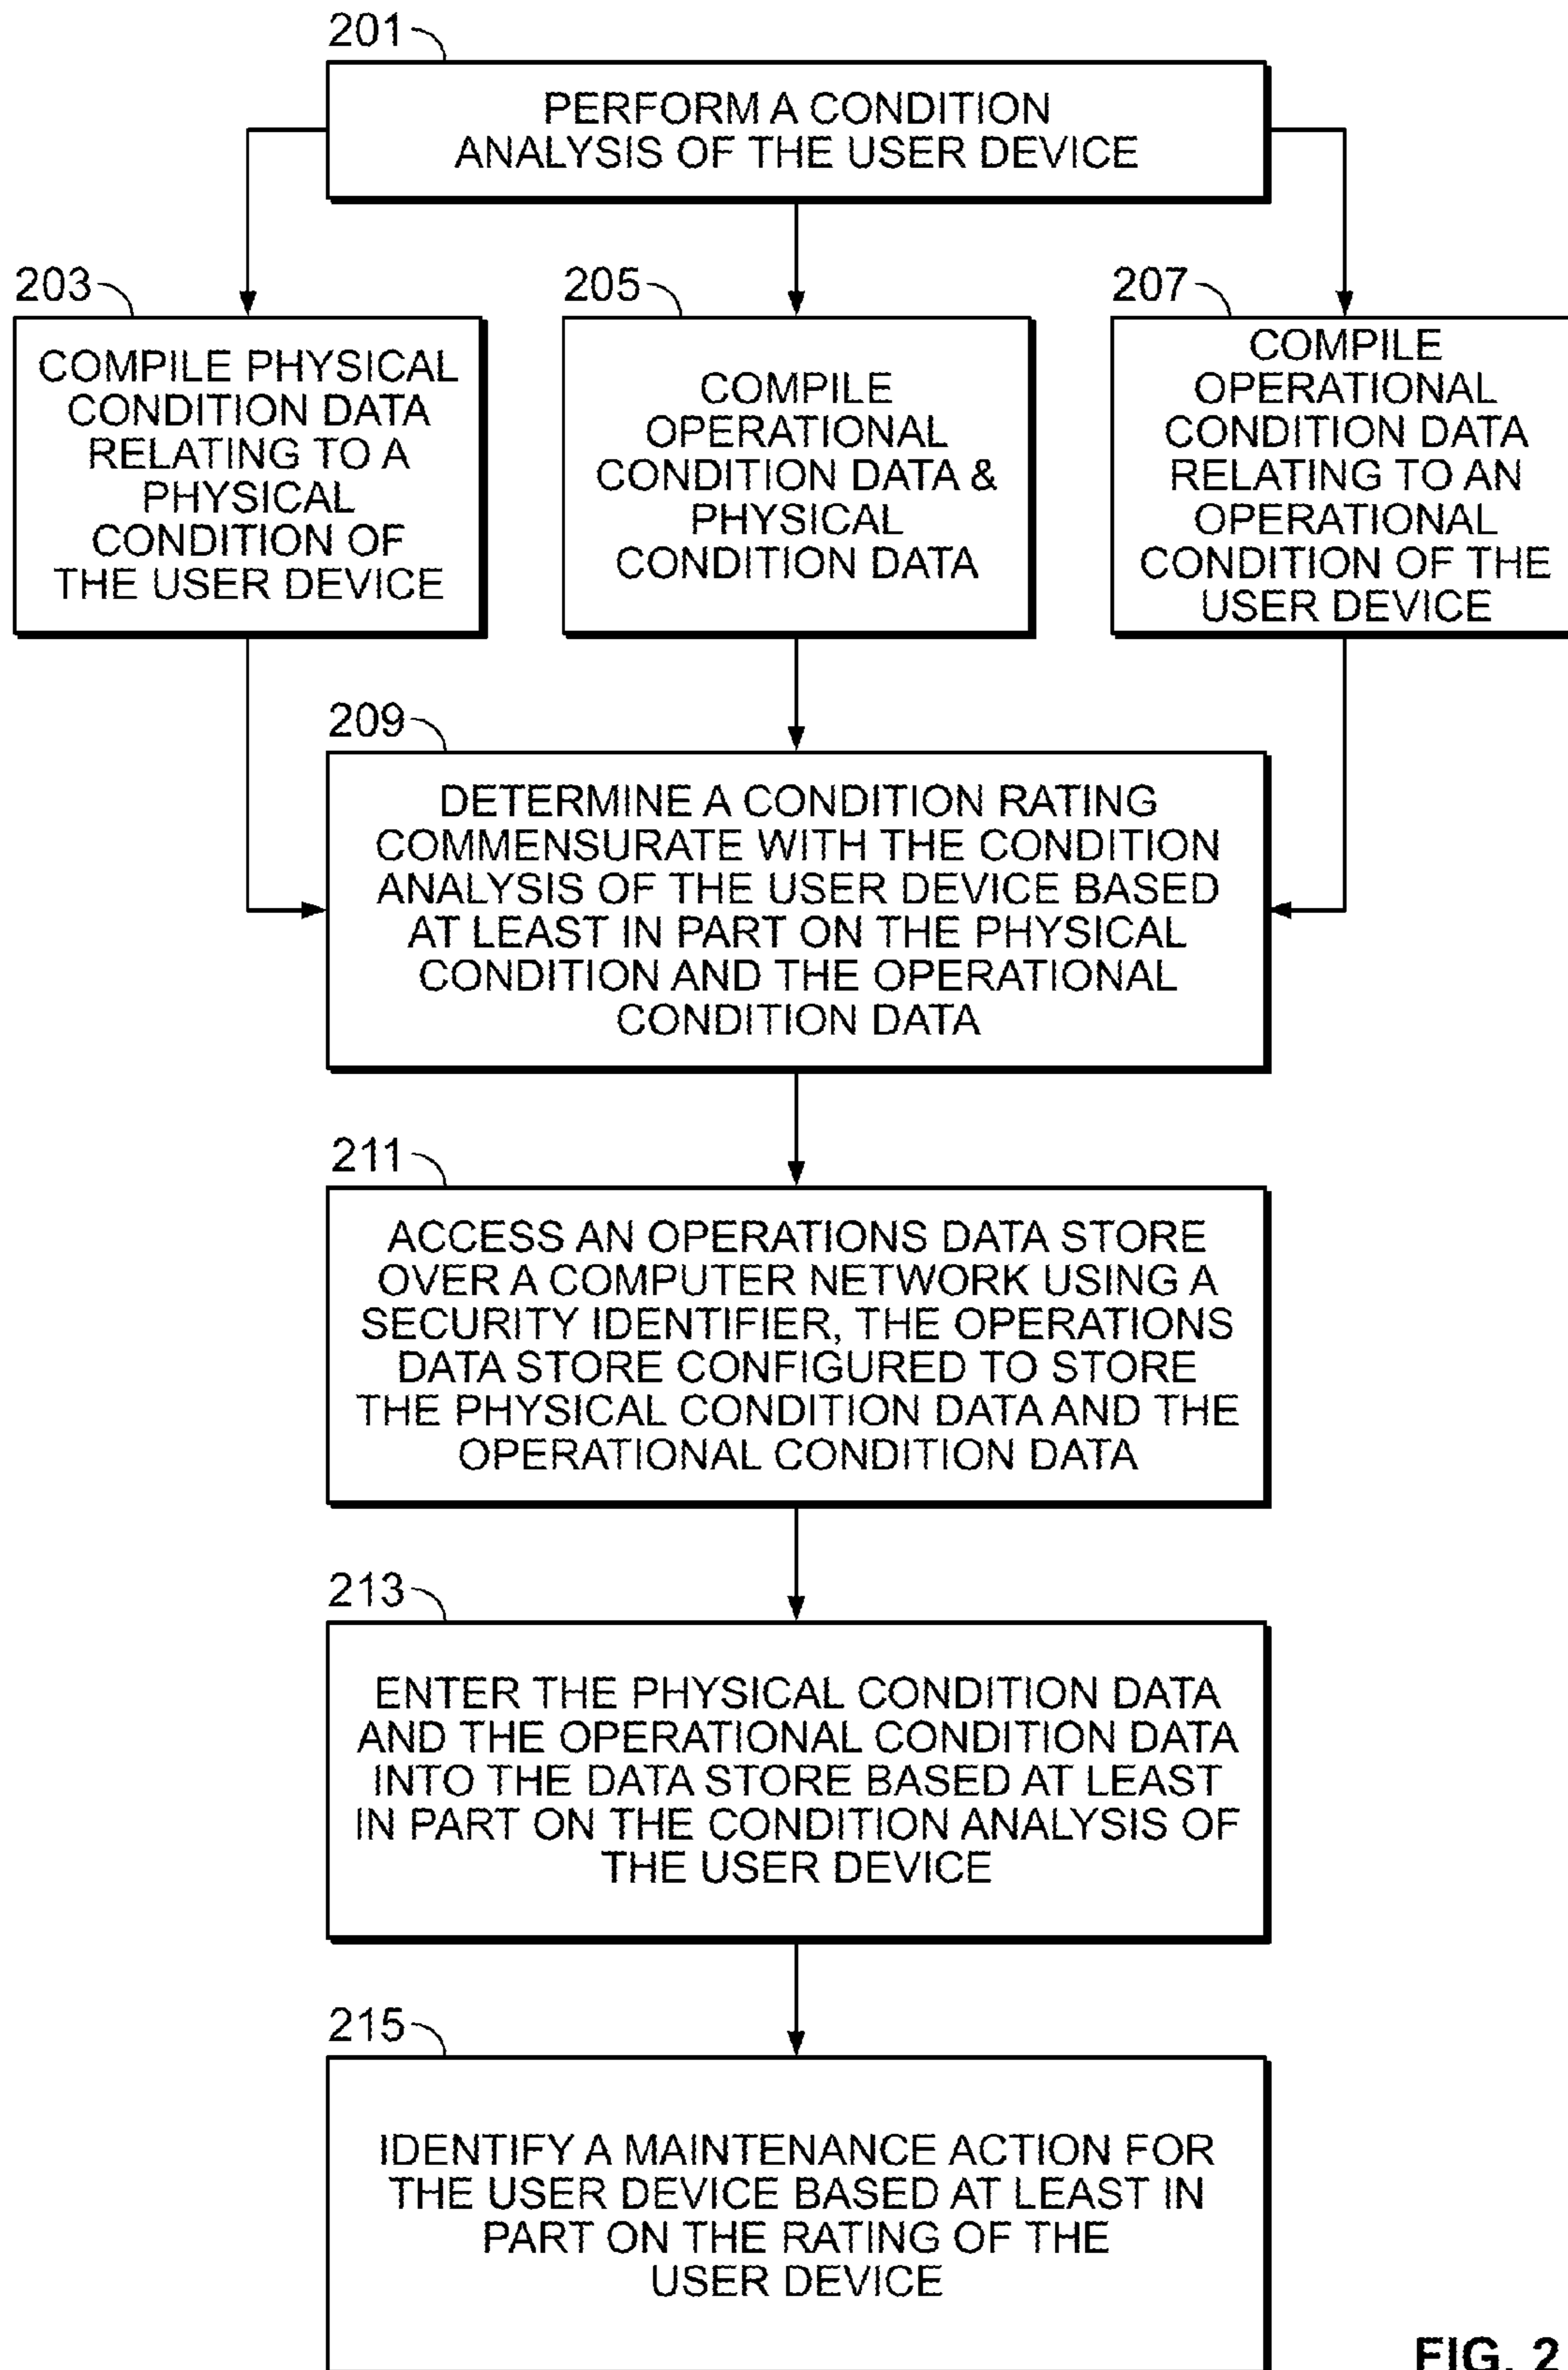 201
PERFORM A CONDITION
ANALYSIS OF THE USER DEVICE
203
COMPILE PHYSICAL
CONDITION DATA
RELATING TO A
PHYSICAL
CONDITION OF
THE USER DEVICE
205
COMPILE
OPERATIONAL
CONDITION DATA &
PHYSICAL
CONDITION DATA
207
COMPILE
OPERATIONAL
CONDITION DATA
RELATING TO AN
OPERATIONAL
CONDITION OF THE
USER DEVICE
209
DETERMINE A CONDITION RATING
COMMENSURATE WITH THE CONDITION
ANALYSIS OF THE USER DEVICE BASED
AT LEAST IN PART ON THE PHYSICAL
CONDITION AND THE OPERATIONAL
CONDITION DATA
211
ACCESS AN OPERATIONS DATA STORE
OVER A COMPUTER NETWORK USING A
SECURITY IDENTIFIER, THE OPERATIONS
DATA STORE CONFIGURED TO STORE
THE PHYSICAL CONDITION DATA AND THE
OPERATIONAL CONDITION DATA
213
ENTER THE PHYSICAL CONDITION DATA
AND THE OPERATIONAL CONDITION DATA
INTO THE DATA STORE BASED AT LEAST
IN PART ON THE CONDITION ANALYSIS OF
THE USER DEVICE
215
IDENTIFY A MAINTENANCE ACTION FOR
THE USER DEVICE BASED AT LEAST IN
PART ON THE RATING OF THE
USER DEVICE
FIG. 2